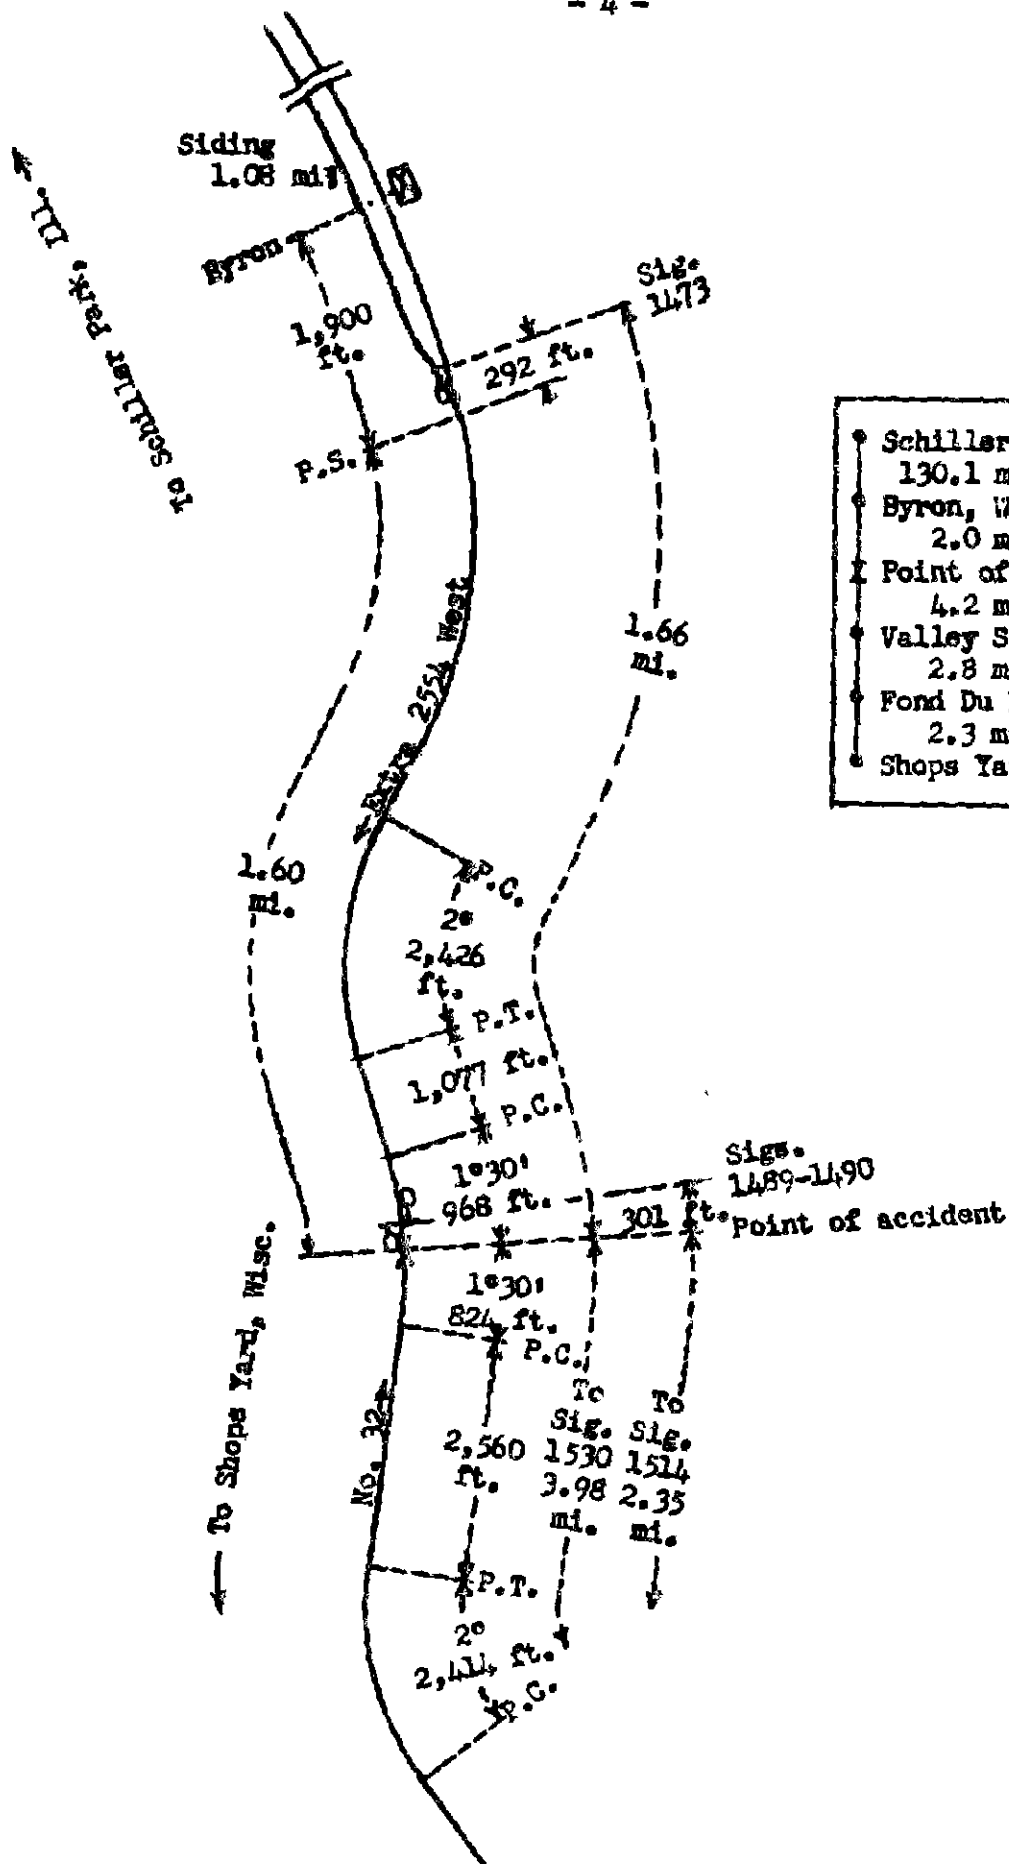 - 4 -
Siding
1.08 mi.
Byron
To Schiller Park, Ill.
1,900
ft.
Sig.
1473
292 ft.
P.S.
Schiller
130.1 m
Byron, W
2.0 m
Point of
4.2 m
Valley S
2.8 m
Fond Du
2.3 m
Shops Ya
Extra 2554 West
1.66
mi.
1.60
mi.
P.C.
2°
2,426
ft.
P.T.
1,077 ft.
P.C.
1°30'
968 ft.
Sigs.
1489-1490
301 ft.
Point of accident
1°30'
824 ft.
P.C.
To Shops Yard, Wisc.
No. 32
2,560
ft.
To
Sig.
1530
3.98
mi.
To
Sig.
1514
2.35
mi.
P.T.
2°
2,414 ft.
P.C.